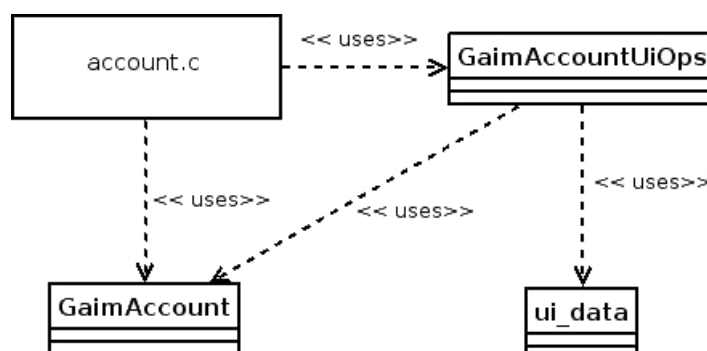 << uses>>
account.c
GaimAccountUiOps
<< uses>>
<< uses>>
<< uses>>
GaimAccount
ui_data